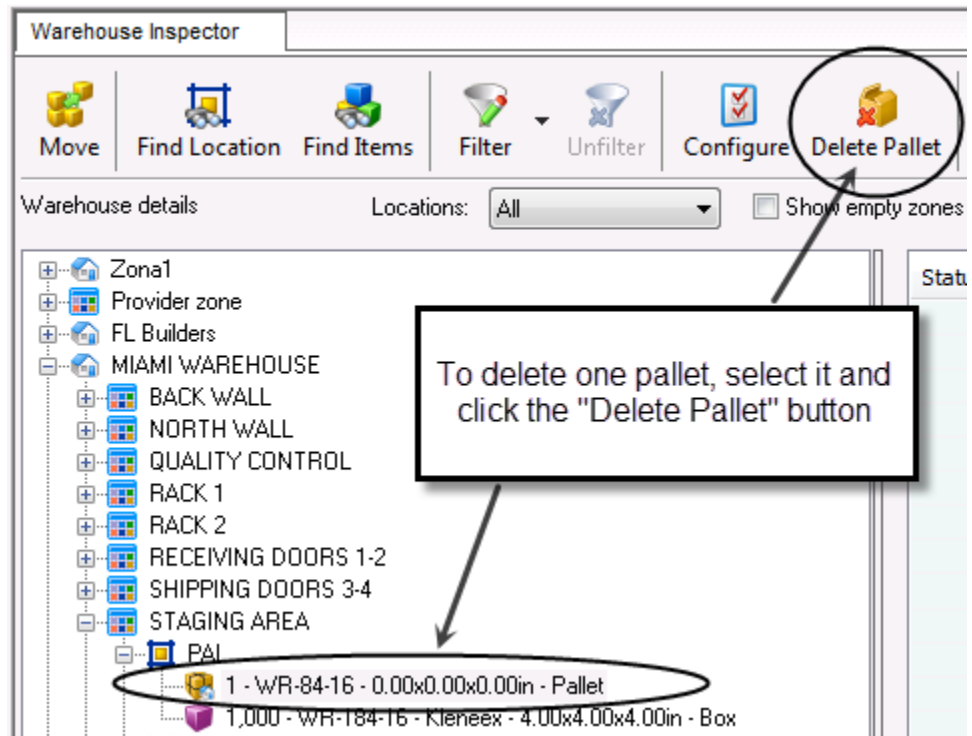 Warehouse Inspector
Move Find Location Find Items Filter Unfilter Configure Delete Pallet
Warehouse details Locations: All Show empty zones
Zona1
Provider zone
FL Builders
MIAMI WAREHOUSE
BACK WALL
NORTH WALL
QUALITY CONTROL
RACK 1
RACK 2
RECEIVING DOORS 1-2
SHIPPING DOORS 3-4
STAGING AREA
PAL
1 - WR-84-16 - 0.00x0.00x0.00in - Pallet
1,000 - WR-184-16 - Kleneex - 4.00x4.00x4.00in - Box
Statu
To delete one pallet, select it and
click the "Delete Pallet" button